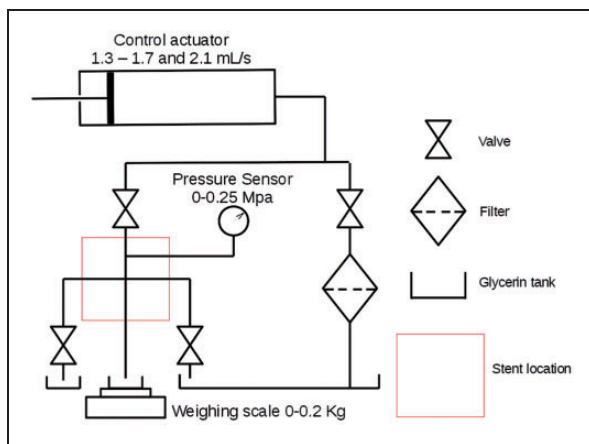 Control actuator
1.3 – 1.7 and 2.1 mL/s
Pressure Sensor
0-0.25 Mpa
Valve
Filter
Glycerin tank
Stent location
Weighing scale 0-0.2 Kg